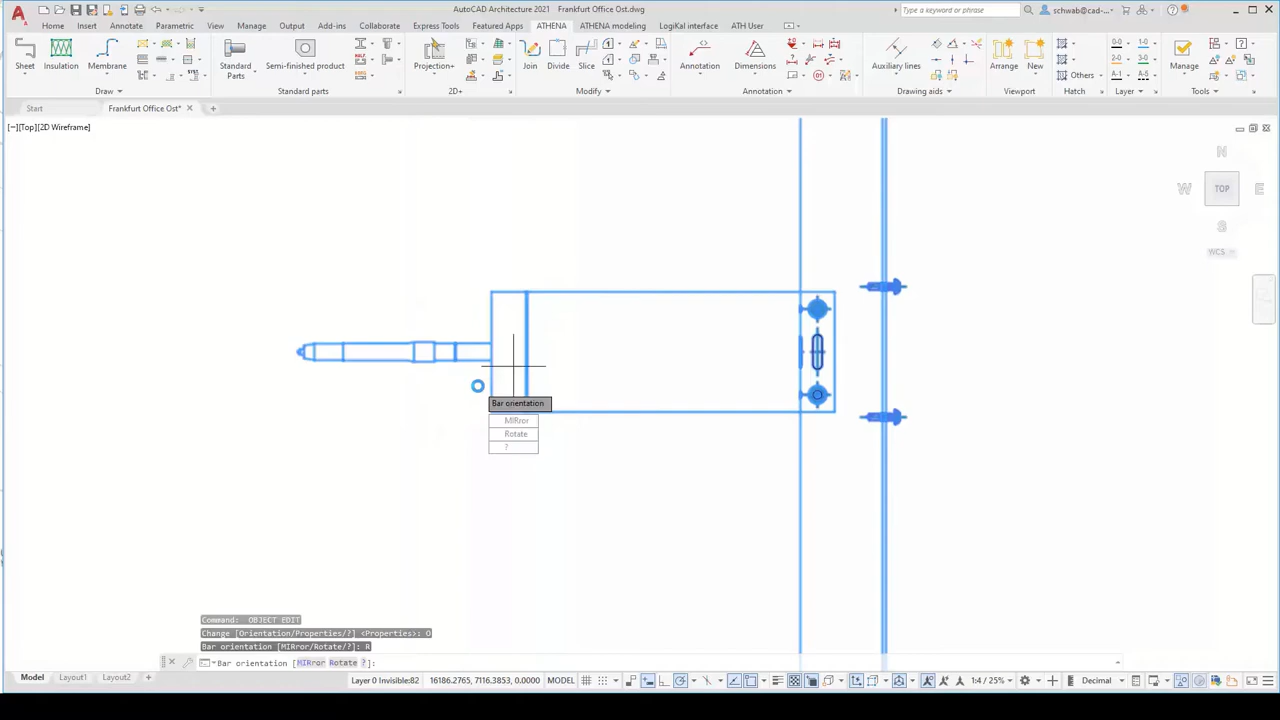 AutoCAD Architecture 2021 Frankfurt Office Ost.dwg
Type a keyword or phrase
schwab@cad-...
Home Insert Annotate Parametric View Manage Output Add-ins Collaborate Express Tools Featured Apps ATHENA ATHENA modeling LogiKal interface ATH User
Sheet Insulation Membrane Standard Parts Semi-finished product Projection+ Join Divide Slice Annotation Dimensions Auxiliary lines Arrange New Others Manage
Draw Standard parts 2D+ Modify Annotation Drawing aids Viewport Hatch Layer Tools
Start Frankfurt Office Ost*
[−][Top][2D Wireframe]
N
W TOP E
S
WCS
Bar orientation
MIRror
Rotate
?
Command: OBJECT EDIT
Change [Orientation/Properties/?] <Properties>: O
Bar orientation [MIRror/Rotate/?]: R
Bar orientation [MIRror Rotate ?]:
Model Layout1 Layout2 +
Layer 0 Invisible:82 16186.2765, 7116.3853, 0.0000 MODEL 1:4 / 25% Decimal